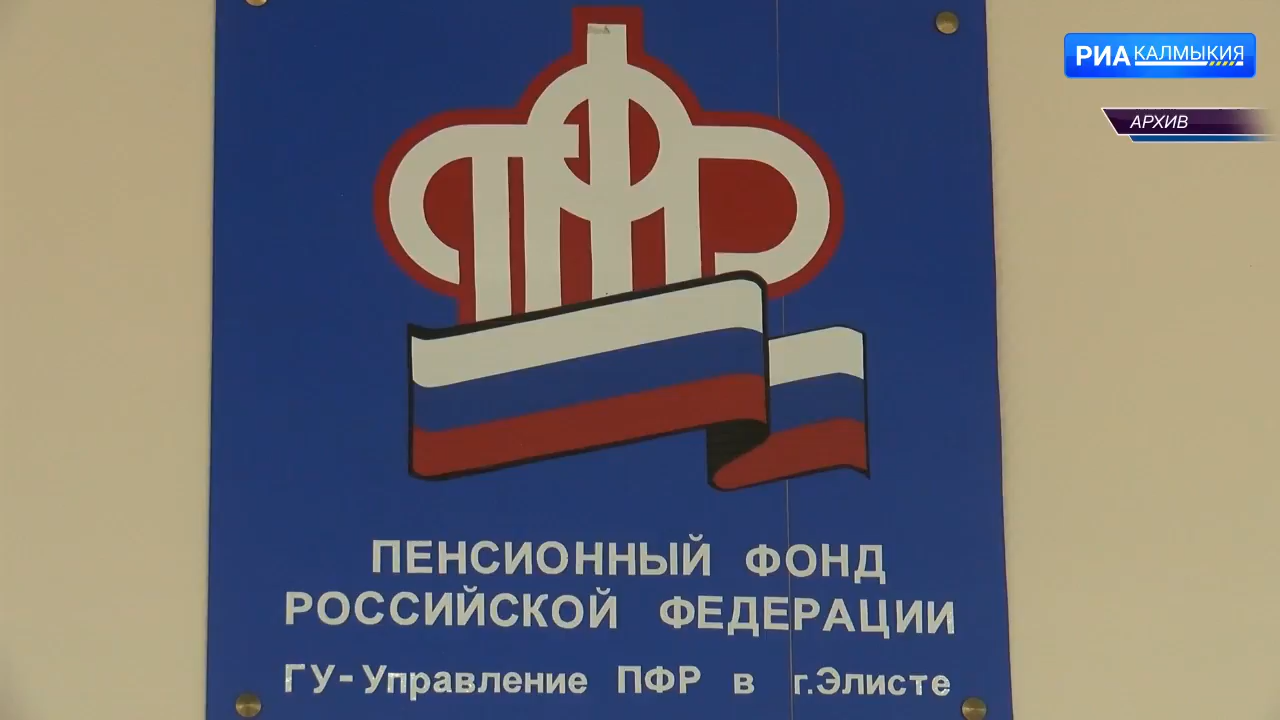 РИА КАЛМЫКИЯ
АРХИВ
ПФР
ПЕНСИОННЫЙ ФОНД
РОССИЙСКОЙ ФЕДЕРАЦИИ
ГУ-Управление ПФР в г.Элисте